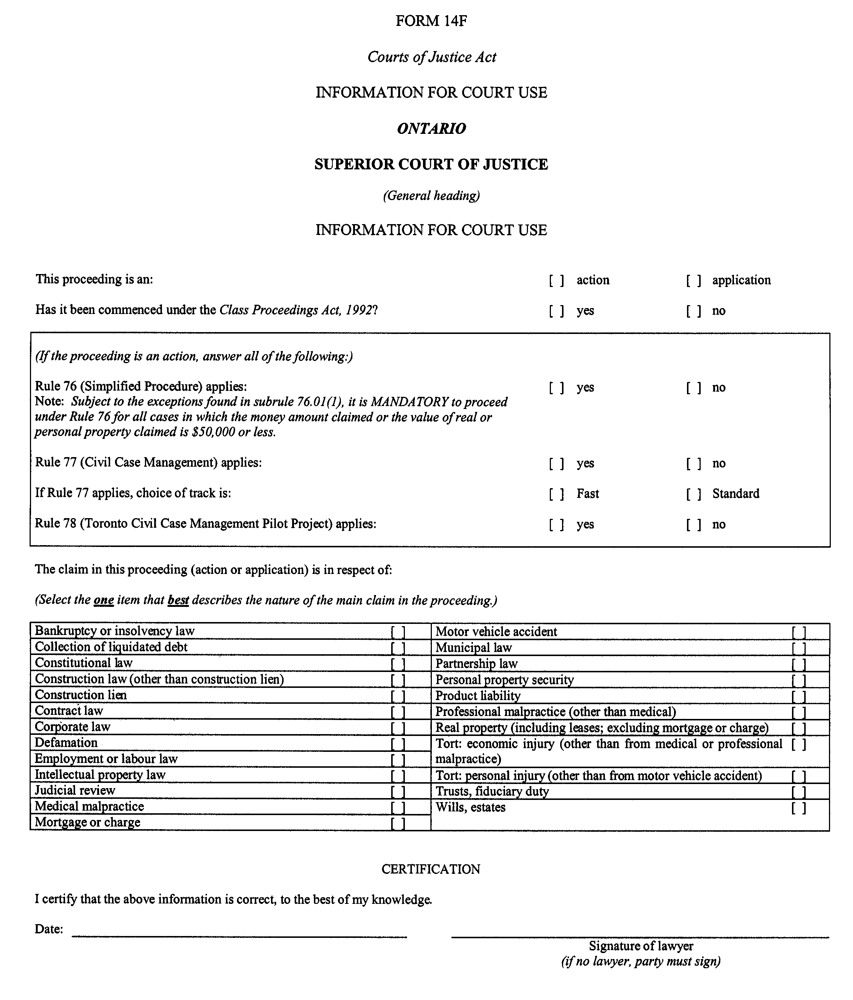 FORM 14F
Courts of Justice Act
INFORMATION FOR COURT USE
ONTARIO
SUPERIOR COURT OF JUSTICE
(General heading)
INFORMATION FOR COURT USE
This proceeding is an: [ ] action [ ] application
Has it been commenced under the Class Proceedings Act, 1992? [ ] yes [ ] no
(If the proceeding is an action, answer all of the following:)
Rule 76 (Simplified Procedure) applies: [ ] yes [ ] no
Note: Subject to the exceptions found in subrule 76.01(1), it is MANDATORY to proceed
under Rule 76 for all cases in which the money amount claimed or the value of real or
personal property claimed is $50,000 or less.
Rule 77 (Civil Case Management) applies: [ ] yes [ ] no
If Rule 77 applies, choice of track is: [ ] Fast [ ] Standard
Rule 78 (Toronto Civil Case Management Pilot Project) applies: [ ] yes [ ] no
The claim in this proceeding (action or application) is in respect of:
(Select the one item that best describes the nature of the main claim in the proceeding.)
Bankruptcy or insolvency law [ ]
Collection of liquidated debt [ ]
Constitutional law [ ]
Construction law (other than construction lien) [ ]
Construction lien [ ]
Contract law [ ]
Corporate law [ ]
Defamation [ ]
Employment or labour law [ ]
Intellectual property law [ ]
Judicial review [ ]
Medical malpractice [ ]
Mortgage or charge [ ]
Motor vehicle accident [ ]
Municipal law [ ]
Partnership law [ ]
Personal property security [ ]
Product liability [ ]
Professional malpractice (other than medical) [ ]
Real property (including leases; excluding mortgage or charge) [ ]
Tort: economic injury (other than from medical or professional [ ]
malpractice)
Tort: personal injury (other than from motor vehicle accident) [ ]
Trusts, fiduciary duty [ ]
Wills, estates [ ]
CERTIFICATION
I certify that the above information is correct, to the best of my knowledge.
Date:
Signature of lawyer
(if no lawyer, party must sign)